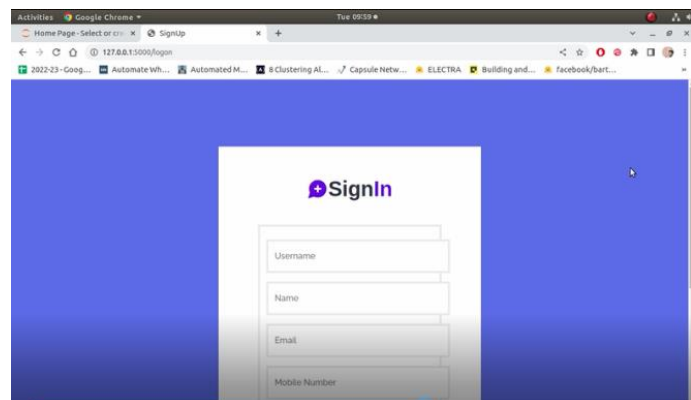 Activities Google Chrome Tue 09:59
Home Page - Select or cre SignUp
127.0.0.1:5000/logon
2022-23 - Goog... Automate Wh... Automated M... 8 Clustering Al... Capsule Netw... ELECTRA Building and... facebook/bart...
SignIn
Username
Name
Email
Mobile Number